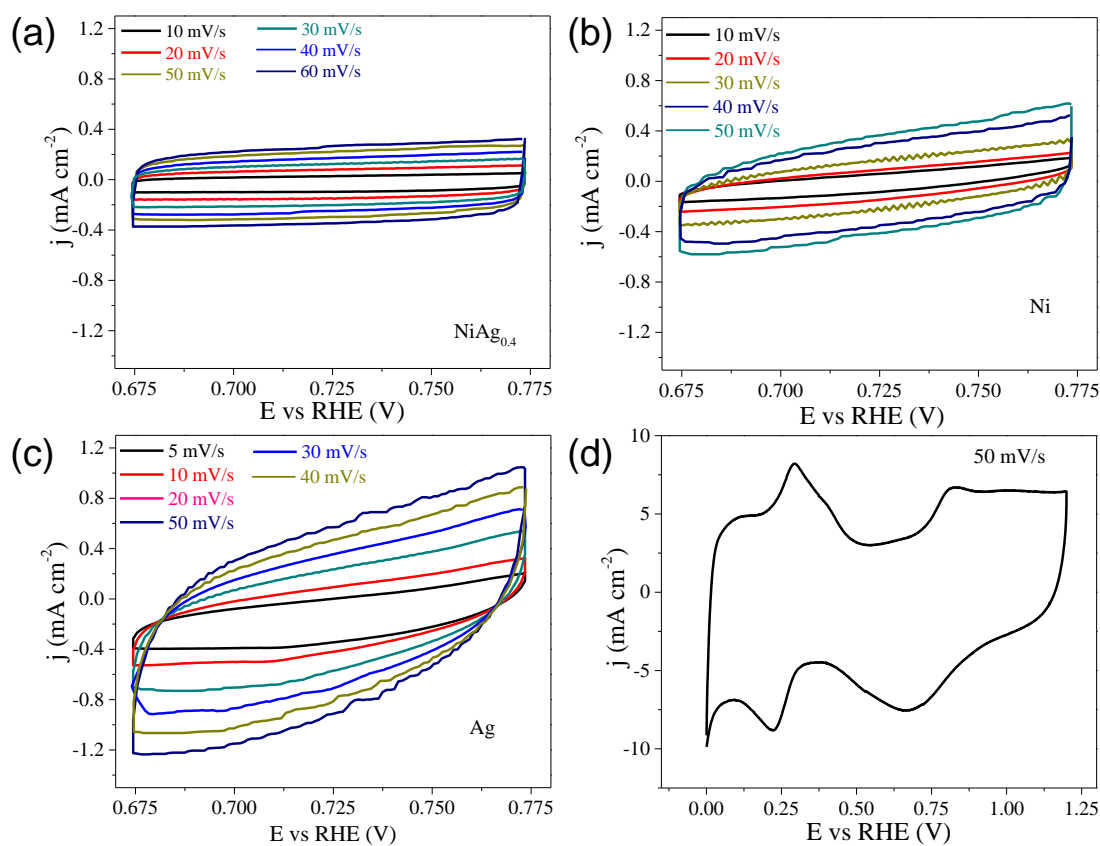 (a)
10 mV/s 30 mV/s
20 mV/s 40 mV/s
50 mV/s 60 mV/s
1.2
0.8
0.4
0.0
-0.4
-0.8
-1.2
j (mA cm-2)
NiAg0.4
0.675 0.700 0.725 0.750 0.775
E vs RHE (V)
(b)
10 mV/s
20 mV/s
30 mV/s
40 mV/s
50 mV/s
1.2
0.8
0.4
0.0
-0.4
-0.8
-1.2
j (mA cm-2)
Ni
0.675 0.700 0.725 0.750 0.775
E vs RHE (V)
(c)
5 mV/s 30 mV/s
10 mV/s 40 mV/s
20 mV/s
50 mV/s
1.2
0.8
0.4
0.0
-0.4
-0.8
-1.2
j (mA cm-2)
Ag
0.675 0.700 0.725 0.750 0.775
E vs RHE (V)
(d)
50 mV/s
10
5
0
-5
-10
j (mA cm-2)
0.00 0.25 0.50 0.75 1.00 1.25
E vs RHE (V)